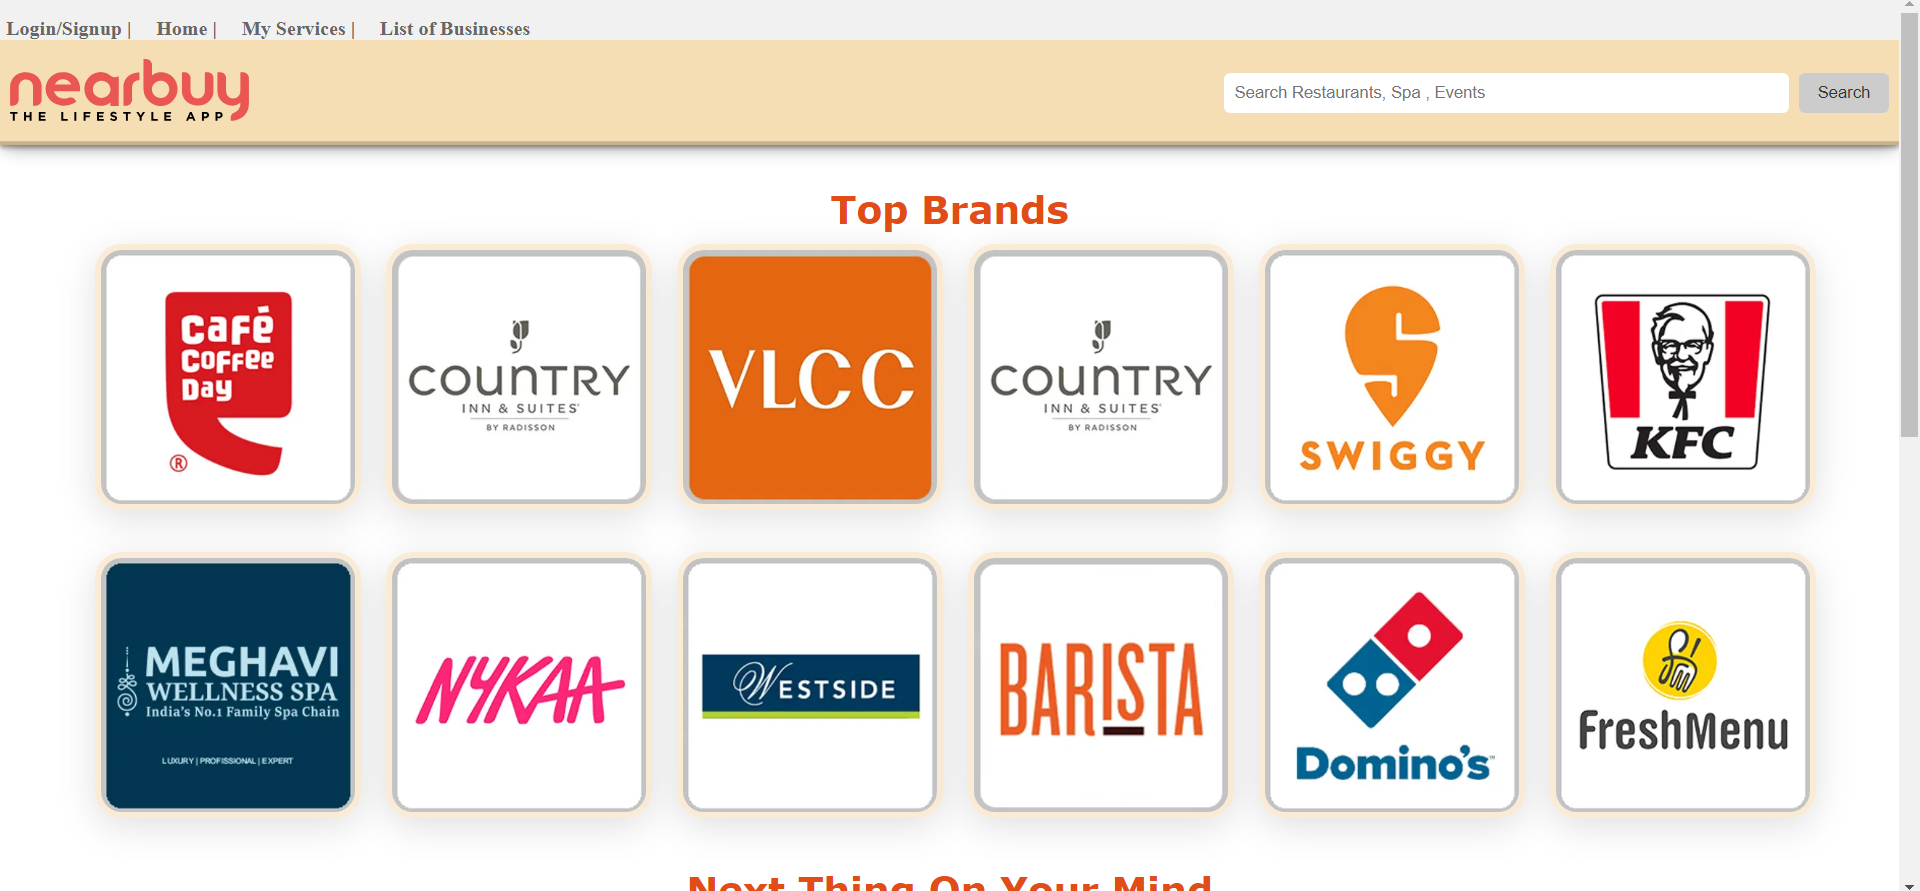 Login/Signup | Home | My Services | List of Businesses
nearbuy
THE LIFESTYLE APP
Search Restaurants, Spa , Events
Search
Top Brands
Café
Coffee
Day
®
COUNTRY
INN & SUITES®
BY RADISSON
VLCC
COUNTRY
INN & SUITES®
BY RADISSON
SWIGGY
KFC
MEGHAVI
WELLNESS SPA
India's No.1 Family Spa Chain
LUXURY | PROFISSIONAL | EXPERT
NYKAA
WESTSIDE
BARISTA
Domino's™
FreshMenu
Next Thing On Your Mind